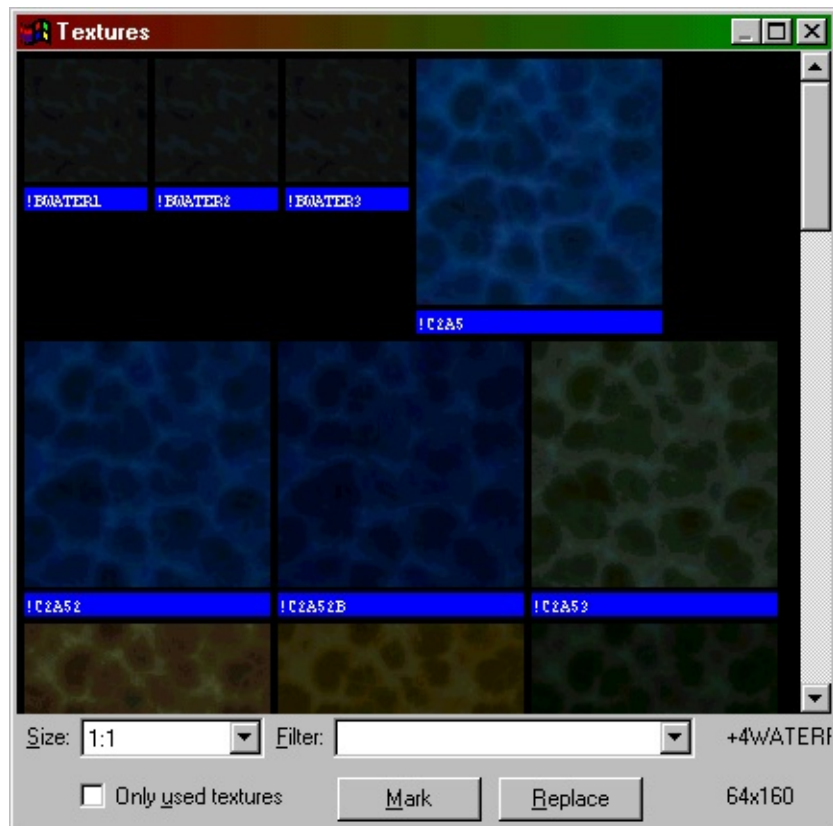 Textures
!BWATER1 !BWATER2 !BWATER3
!C2A5
!C2A52 !C2A52B !C2A53
Size: 1:1 Filter: +4WATERF
Only used textures Mark Replace 64x160